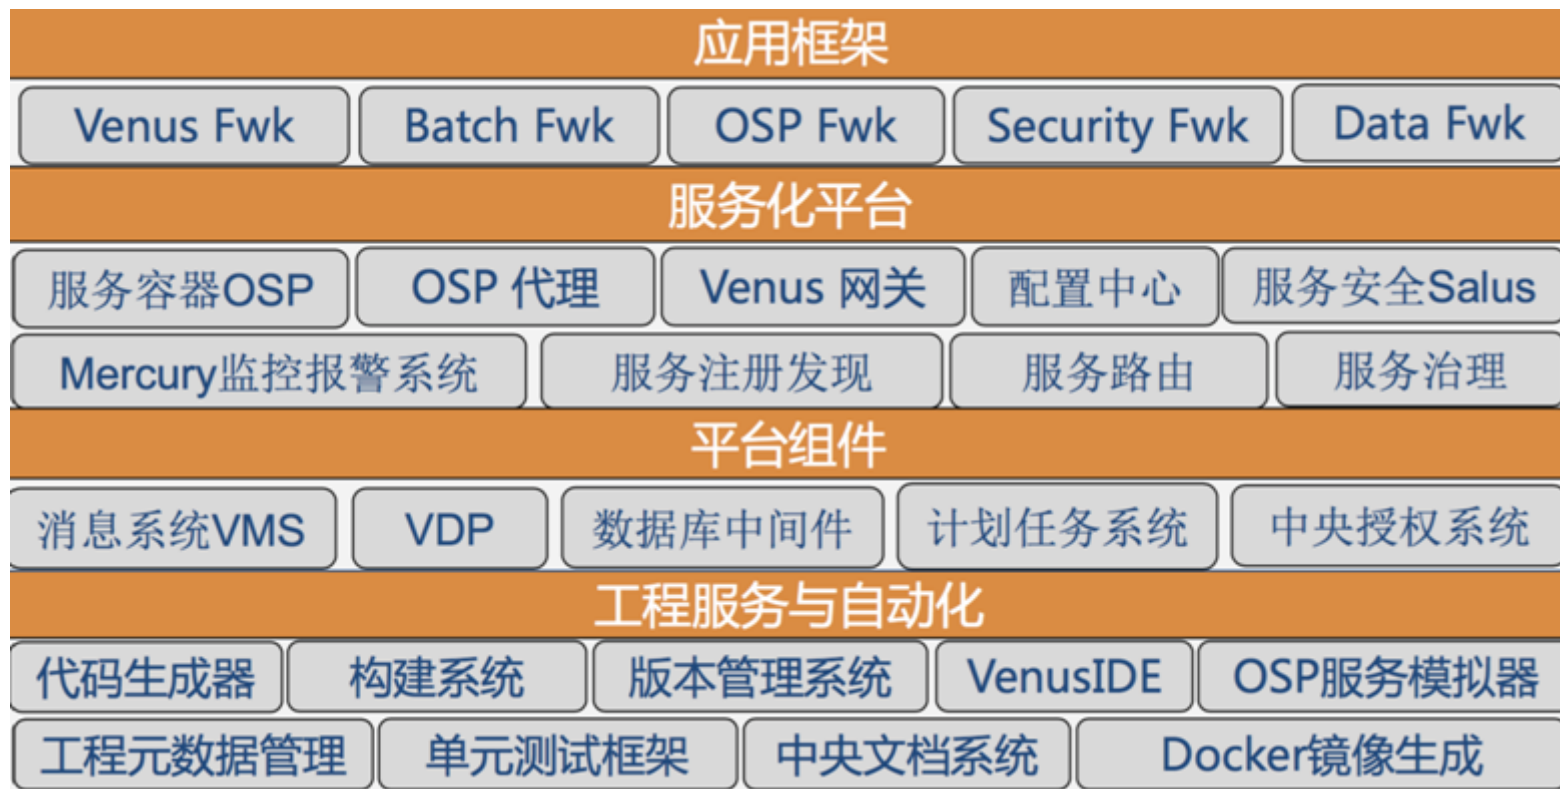 应用框架
Venus Fwk Batch Fwk OSP Fwk Security Fwk Data Fwk
服务化平台
服务容器OSP OSP 代理 Venus 网关 配置中心 服务安全Salus
Mercury监控报警系统 服务注册发现 服务路由 服务治理
平台组件
消息系统VMS VDP 数据库中间件 计划任务系统 中央授权系统
工程服务与自动化
代码生成器 构建系统 版本管理系统 VenusIDE OSP服务模拟器
工程元数据管理 单元测试框架 中央文档系统 Docker镜像生成